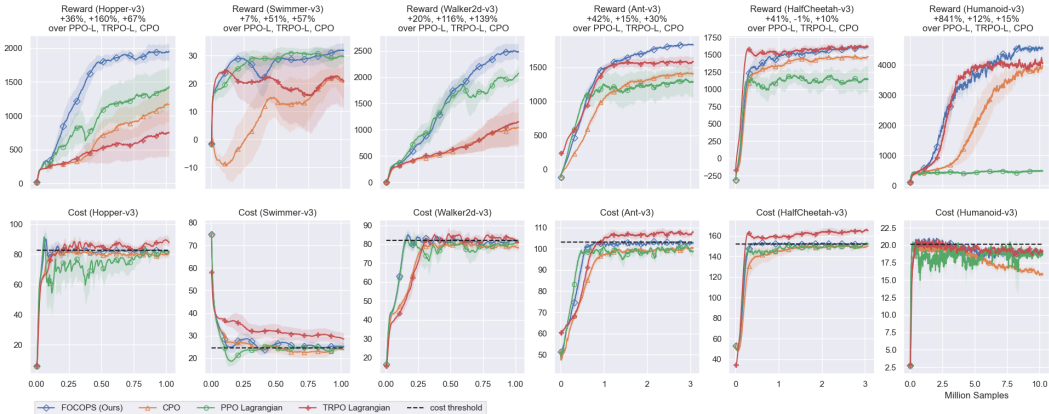 Reward (Hopper-v3)
+36%, +160%, +67%
over PPO-L, TRPO-L, CPO
Reward (Swimmer-v3)
+7%, +51%, +57%
over PPO-L, TRPO-L, CPO
Reward (Walker2d-v3)
+20%, +116%, +139%
over PPO-L, TRPO-L, CPO
Reward (Ant-v3)
+42%, +15%, +30%
over PPO-L, TRPO-L, CPO
Reward (HalfCheetah-v3)
+41%, -1%, +10%
over PPO-L, TRPO-L, CPO
Reward (Humanoid-v3)
+841%, +12%, +15%
over PPO-L, TRPO-L, CPO
2000
1500
1000
500
0
30
20
10
0
−10
2500
2000
1500
1000
500
0
1500
1000
500
0
1750
1500
1250
1000
750
500
250
0
−250
4000
3000
2000
1000
0
Cost (Hopper-v3)
Cost (Swimmer-v3)
Cost (Walker2d-v3)
Cost (Ant-v3)
Cost (HalfCheetah-v3)
Cost (Humanoid-v3)
100
80
60
40
20
0.00 0.25 0.50 0.75 1.00
80
70
60
50
40
30
20
0.00 0.25 0.50 0.75 1.00
90
80
70
60
50
40
30
20
0.00 0.25 0.50 0.75 1.00
110
100
90
80
70
60
50
0 1 2 3
160
140
120
100
80
60
40
0 1 2 3
22.5
20.0
17.5
15.0
12.5
10.0
7.5
5.0
2.5
0.0 2.5 5.0 7.5 10.0
Million Samples
FOCOPS (Ours) CPO PPO Lagrangian TRPO Lagrangian cost threshold